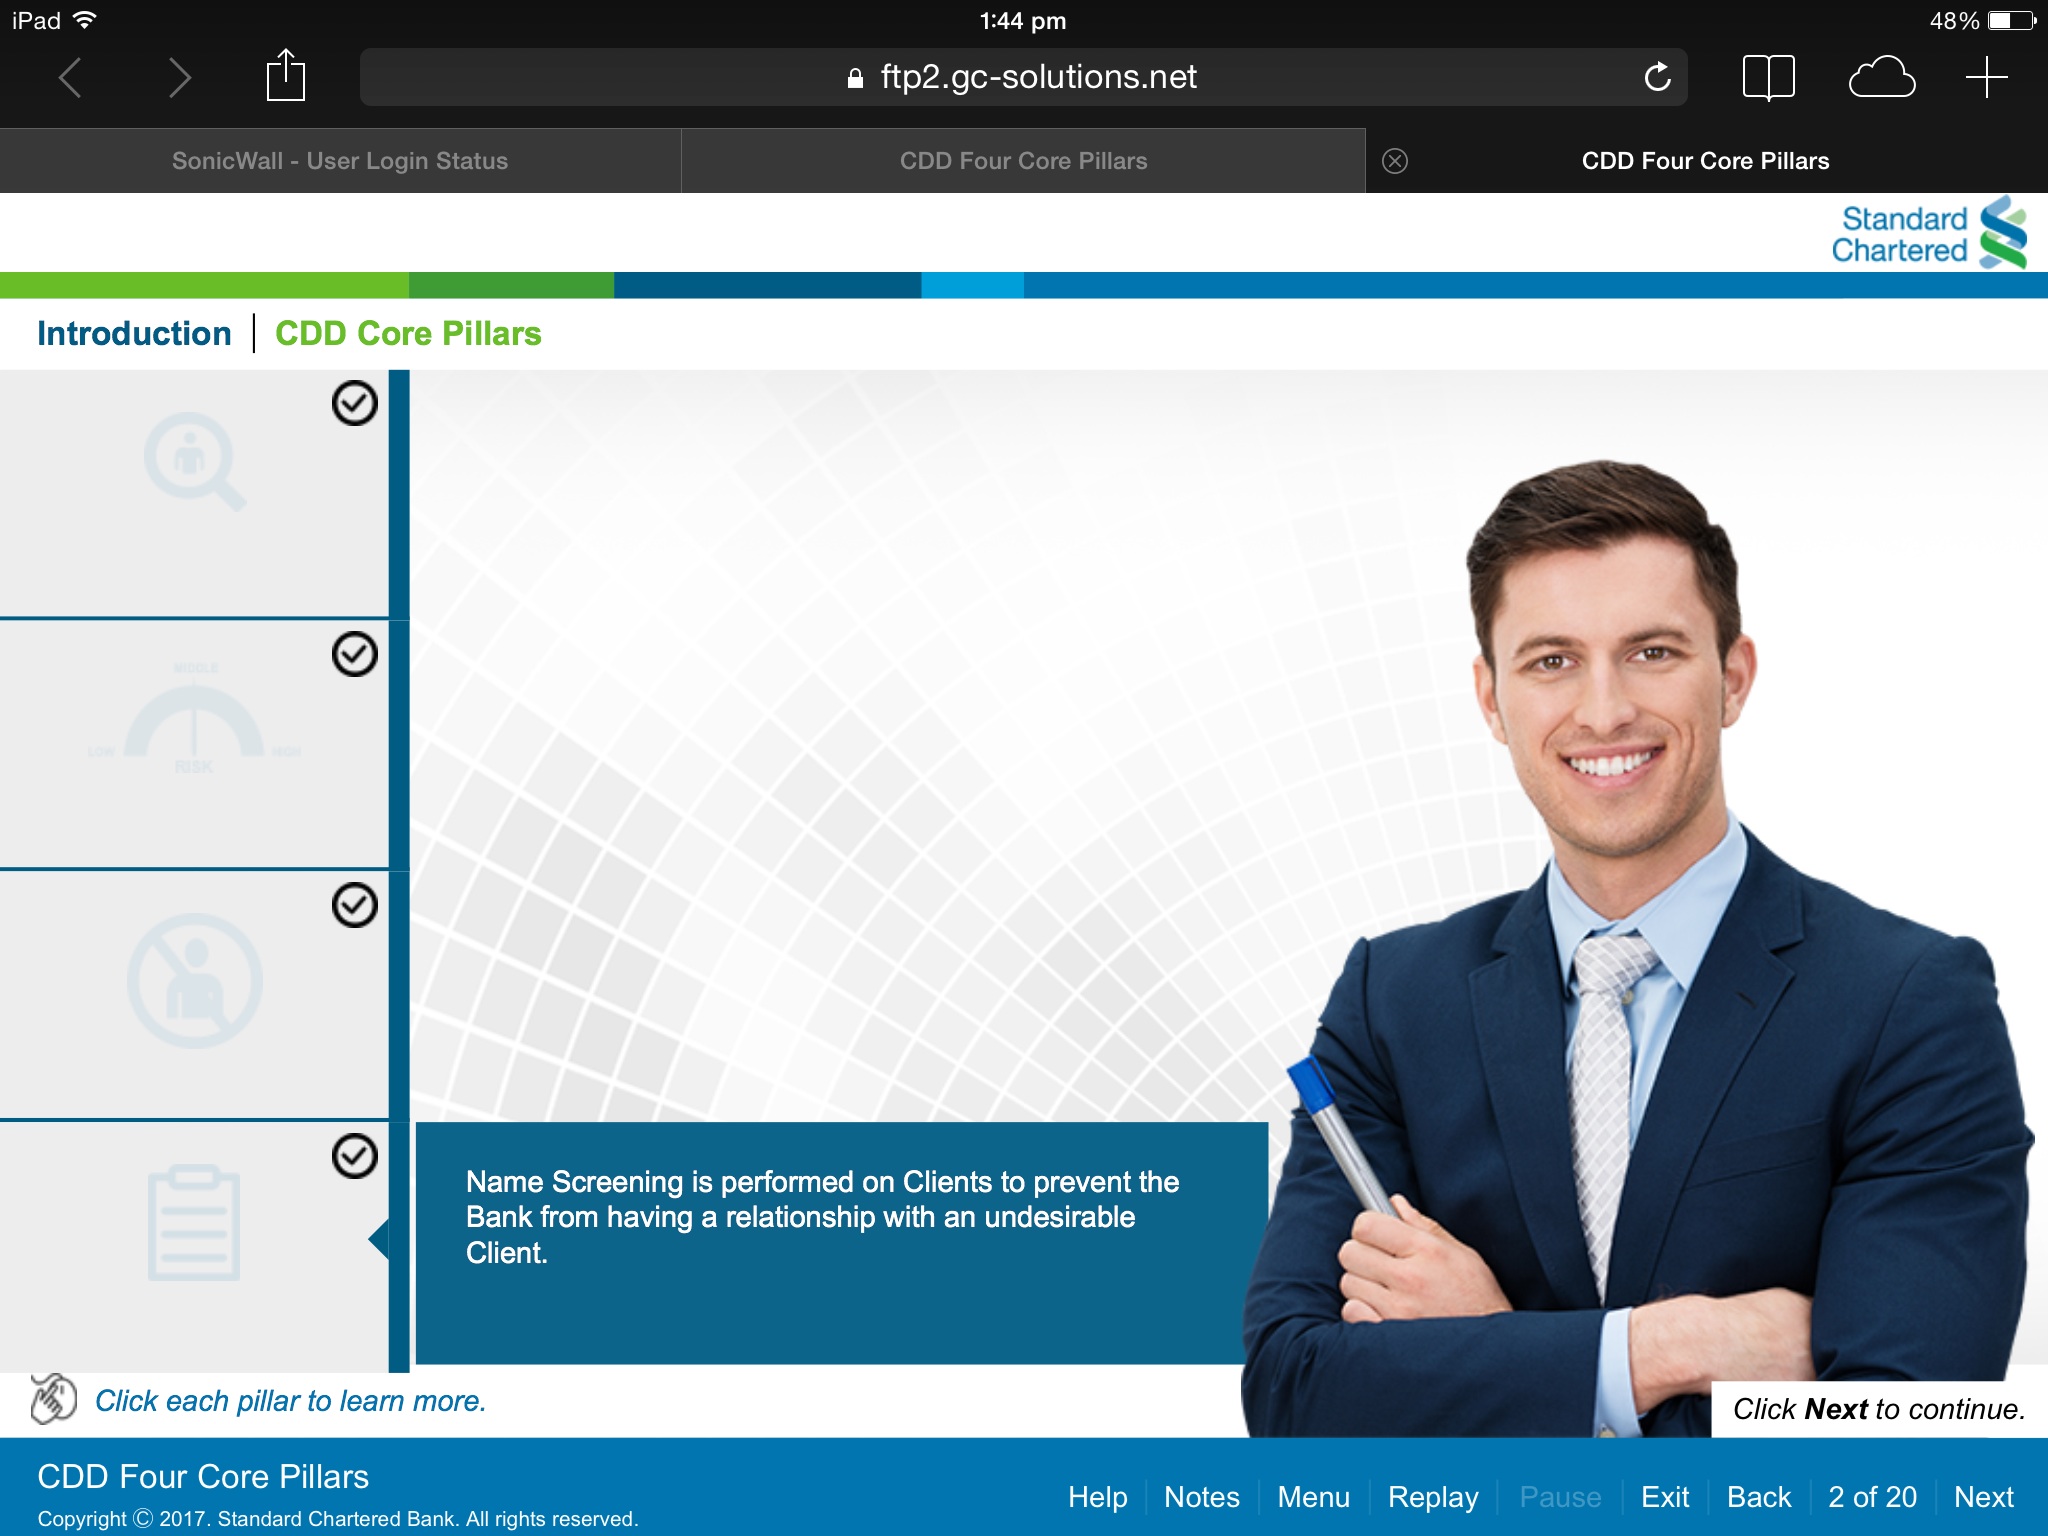 iPad
1:44 pm
48%
ftp2.gc-solutions.net
SonicWall - User Login Status
CDD Four Core Pillars
CDD Four Core Pillars
Standard
Chartered
Introduction
CDD Core Pillars
MIDDLE
LOW
HIGH
RISK
Name Screening is performed on Clients to prevent the
Bank from having a relationship with an undesirable
Client.
Click each pillar to learn more.
Click Next to continue.
CDD Four Core Pillars
Help
Notes
Menu
Replay
Pause
Exit
Back
2 of 20
Next
Copyright © 2017. Standard Chartered Bank. All rights reserved.